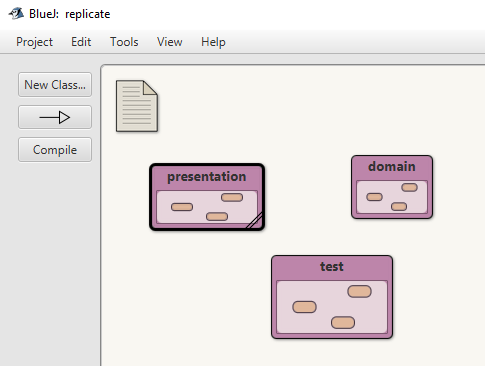 BlueJ:  replicate
Project Edit Tools View Help
New Class...
Compile
presentation
domain
test